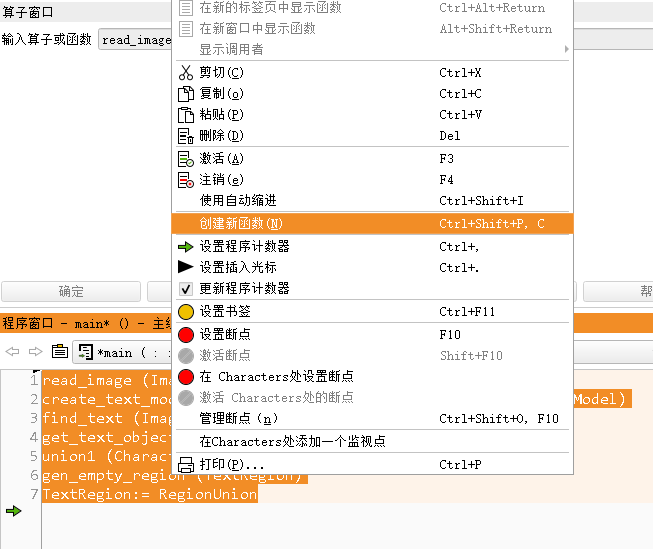 算子窗口
输入算子或函数 read_image
在新的标签页中显示函数 Ctrl+Alt+Return
在新窗口中显示函数 Alt+Shift+Return
显示调用者
剪切(C) Ctrl+X
复制(o) Ctrl+C
粘贴(P) Ctrl+V
删除(D) Del
激活(A) F3
注销(e) F4
使用自动缩进 Ctrl+Shift+I
创建新函数(N) Ctrl+Shift+P, C
设置程序计数器 Ctrl+,
设置插入光标 Ctrl+.
更新程序计数器
设置书签 Ctrl+F11
设置断点 F10
激活断点 Shift+F10
在 Characters处设置断点
激活 Characters处的断点
管理断点(n) Ctrl+Shift+O, F10
在Characters处添加一个监视点
打印(P)... Ctrl+P
确定
帮
程序窗口 - main* () - 主线
*main ( : :
1 read_image (Ima
2 create_text_mod Model)
3 find_text (Imag
4 get_text_object
5 union1 (Charac
6 gen_empty_region (TextRegion)
7 TextRegion:= RegionUnion